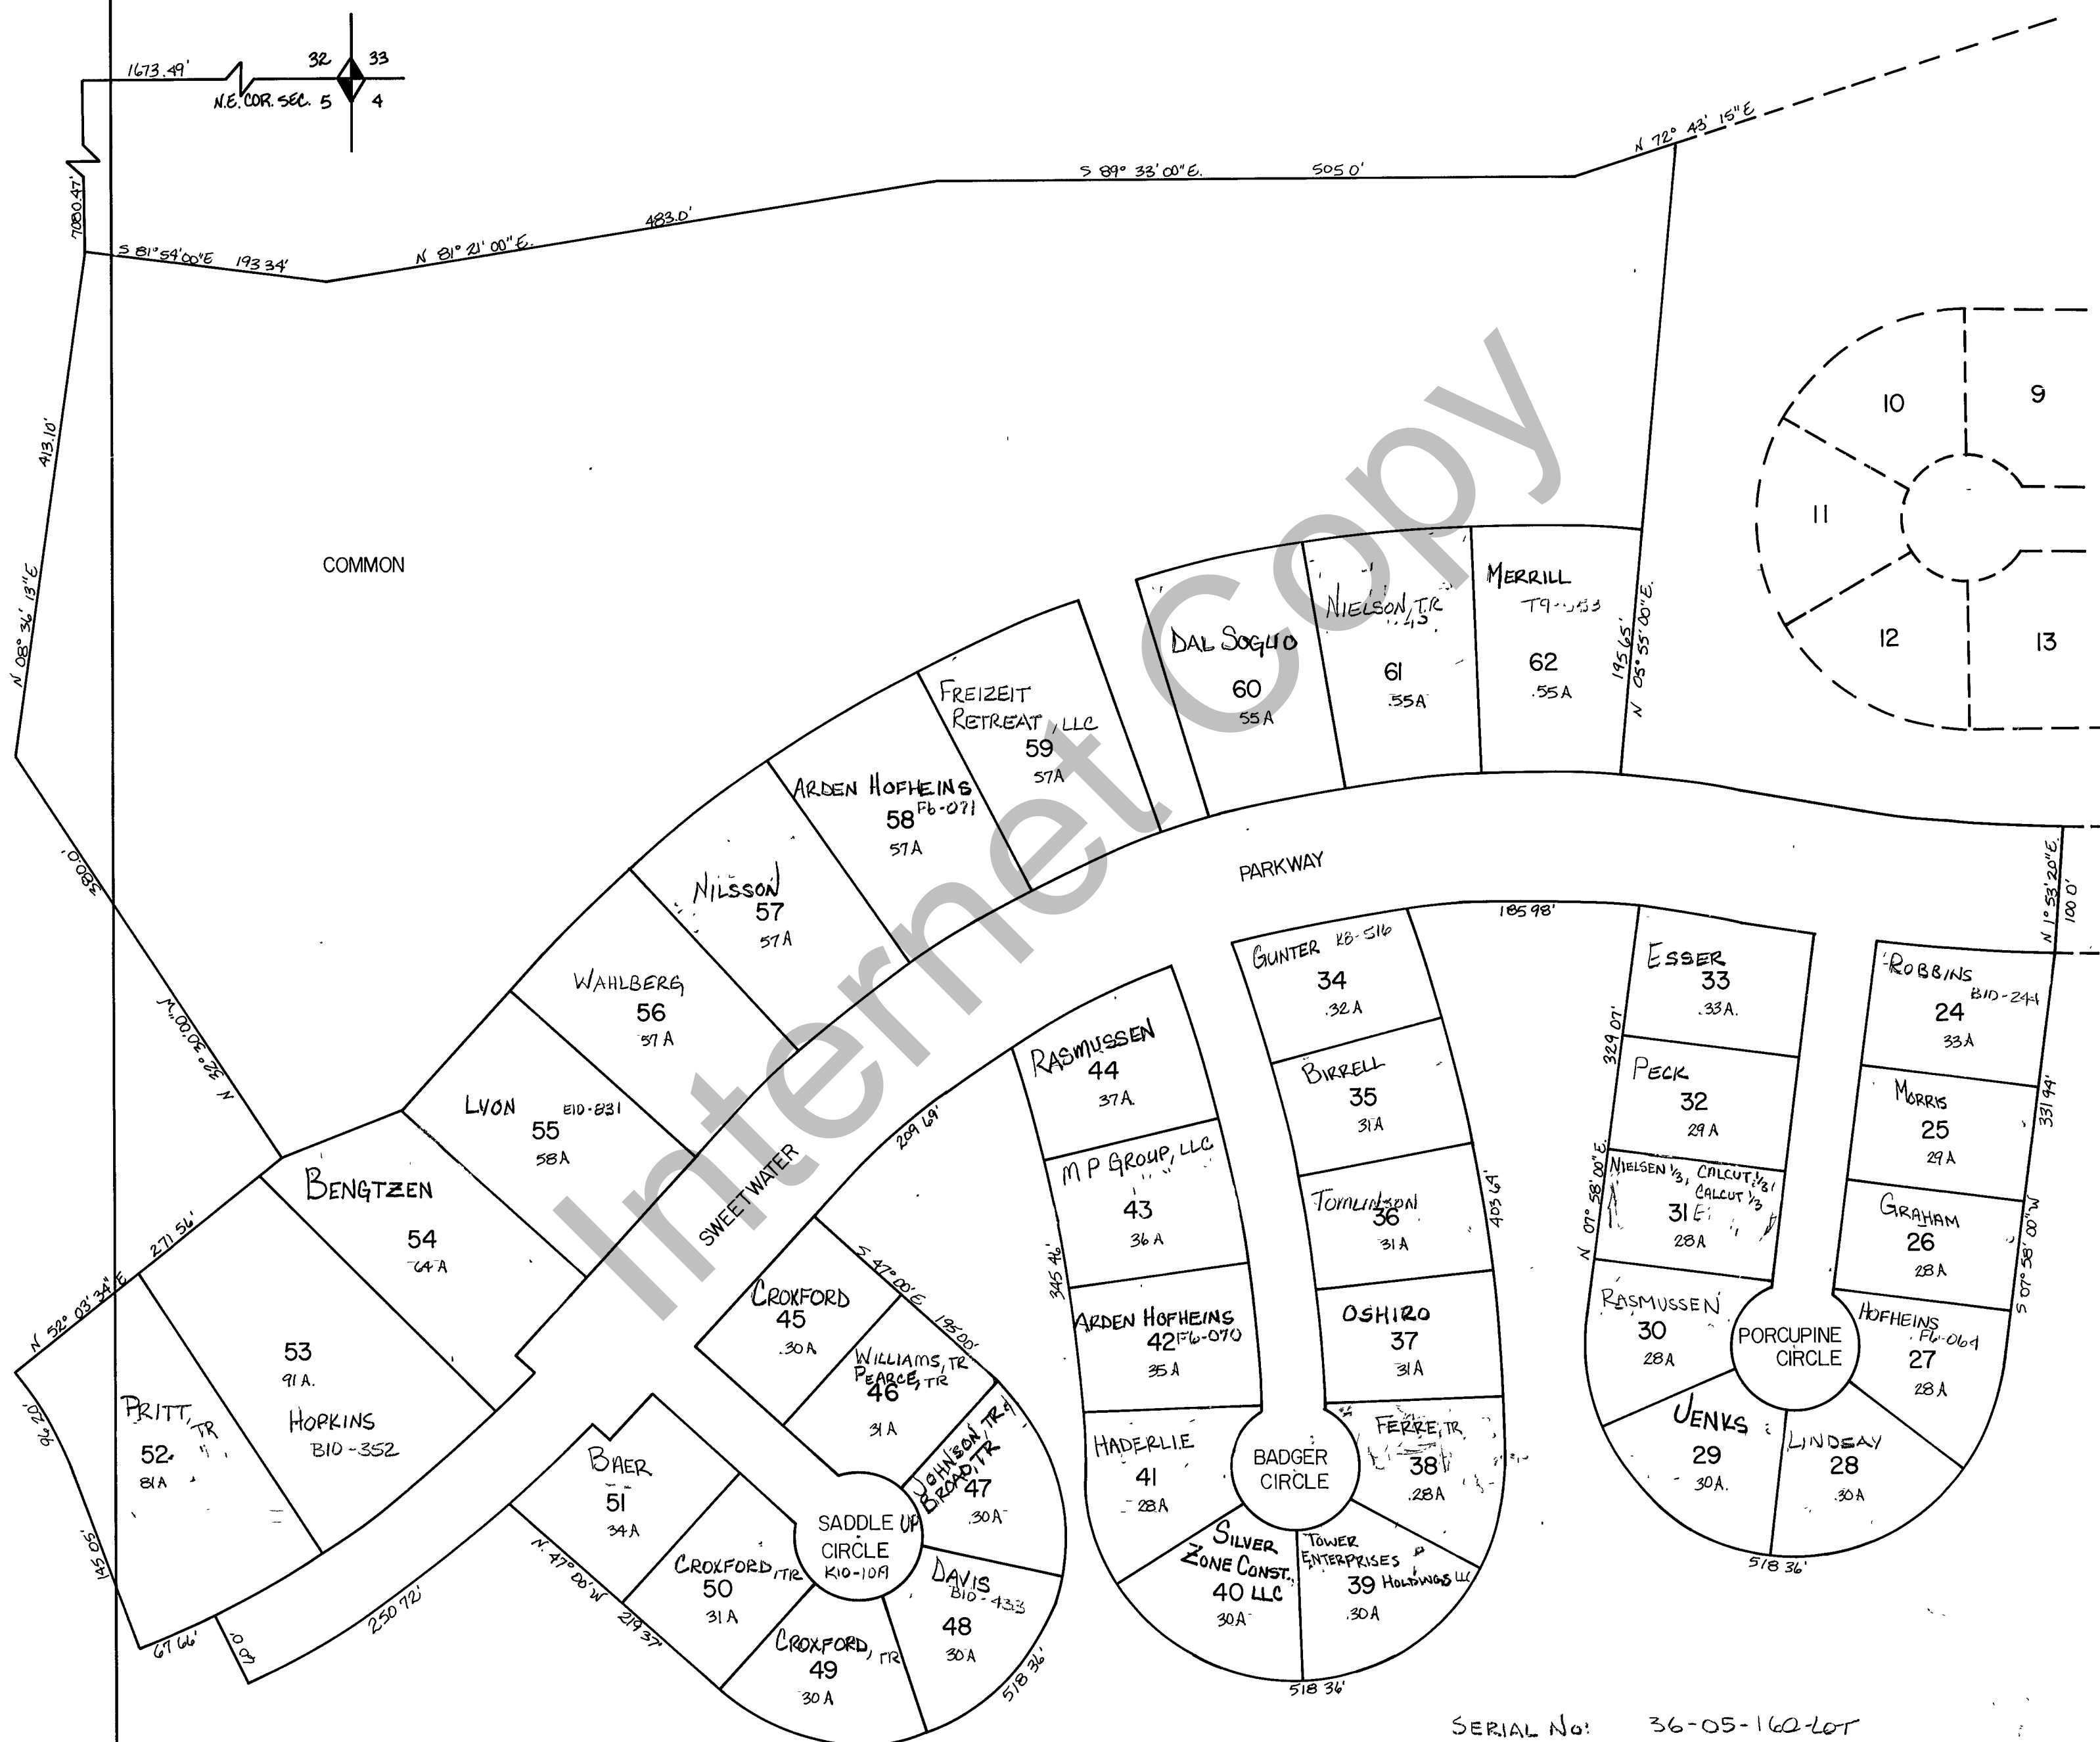 1673.49'
32 33
N.E. COR. SEC. 5 4
7080.47'
S 81° 54' 00" E 193 34'
N 81° 21' 00" E.
483.0'
S 89° 33' 00" E. 505 0'
N 72° 43' 15" E
413.10'
N 08° 36' 13" E
COMMON
380.0'
N 32° 30' 00" W
10
9
11
12
13
MERRILL
62
.55A
195 65'
N 05° 55' 00" E.
NIELSON, TR
61
.55A
DAL SOGLIO
60
55A
FREIZEIT
RETREAT, LLC
59
57A
ARDEN HOFHEINS
58 F6-071
57A
NILSSON
57
57A
WAHLBERG
56
57A
LYON E10-831
55
58A
BENGTZEN
54
64A
271 56'
N 52° 03' 34" E
53
91A.
HOPKINS
B10-352
PRITT, TR
52
81A
96 20'
145 05'
67 66'
60 0'
250 72'
SWEETWATER
PARKWAY
N 1° 53' 20" E.
100 0'
185 98'
209 69'
CROXFORD
45
.30A
S 47° 00' E
195 00'
WILLIAMS, TR
PEARCE, TR
46
31A
JOHNSON, TR &
BROAD, TR
47
.30A
DAVIS
B10-433
48
30A
518 36'
CROXFORD, TR
49
30A
CROXFORD, TR
50
31A
BAER
51
34A
N. 47° 00' W
219 37'
SADDLE UP
CIRCLE
K10-1019
RASMUSSEN
44
37A.
M P GROUP, LLC
43
36A
345 46'
ARDEN HOFHEINS
42 F6-070
35A
HADERLIE
41
28A
SILVER
ZONE CONST.,
40 LLC
30A
TOWER
ENTERPRISES
39 HOLDINGS LLC
.30A
518 36'
BADGER
CIRCLE
GUNTER K8-516
34
.32A
BIRRELL
35
31A
TOMLINSON
36
31A
403 64'
OSHIRO
37
31A
FERRE, TR
38
.28A
ESSER
33
.33A.
329 07'
N 07° 58' 00" E.
PECK
32
29A
NIELSEN 1/3, CALCUT 1/3,
CALCUT 1/3
31
28A
RASMUSSEN
30
28A
JENKS
29
30A.
LINDSAY
28
.30A
518 36'
PORCUPINE
CIRCLE
ROBBINS
B10-244
24
33A
MORRIS
25
29A
331 94'
GRAHAM
26
28A
S 07° 58' 00" W
HOFHEINS
F6-069
27
28A
SERIAL NO: 36-05-162-LOT
Internet Copy